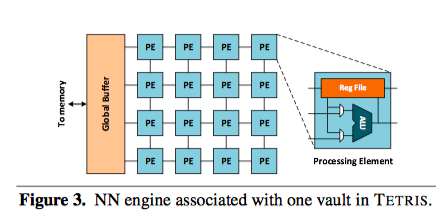 To memory
Global Buffer
PE PE PE PE
PE PE PE PE
PE PE PE PE
PE PE PE PE
Reg File
ALU
Processing Element
Figure 3. NN engine associated with one vault in TETRIS.